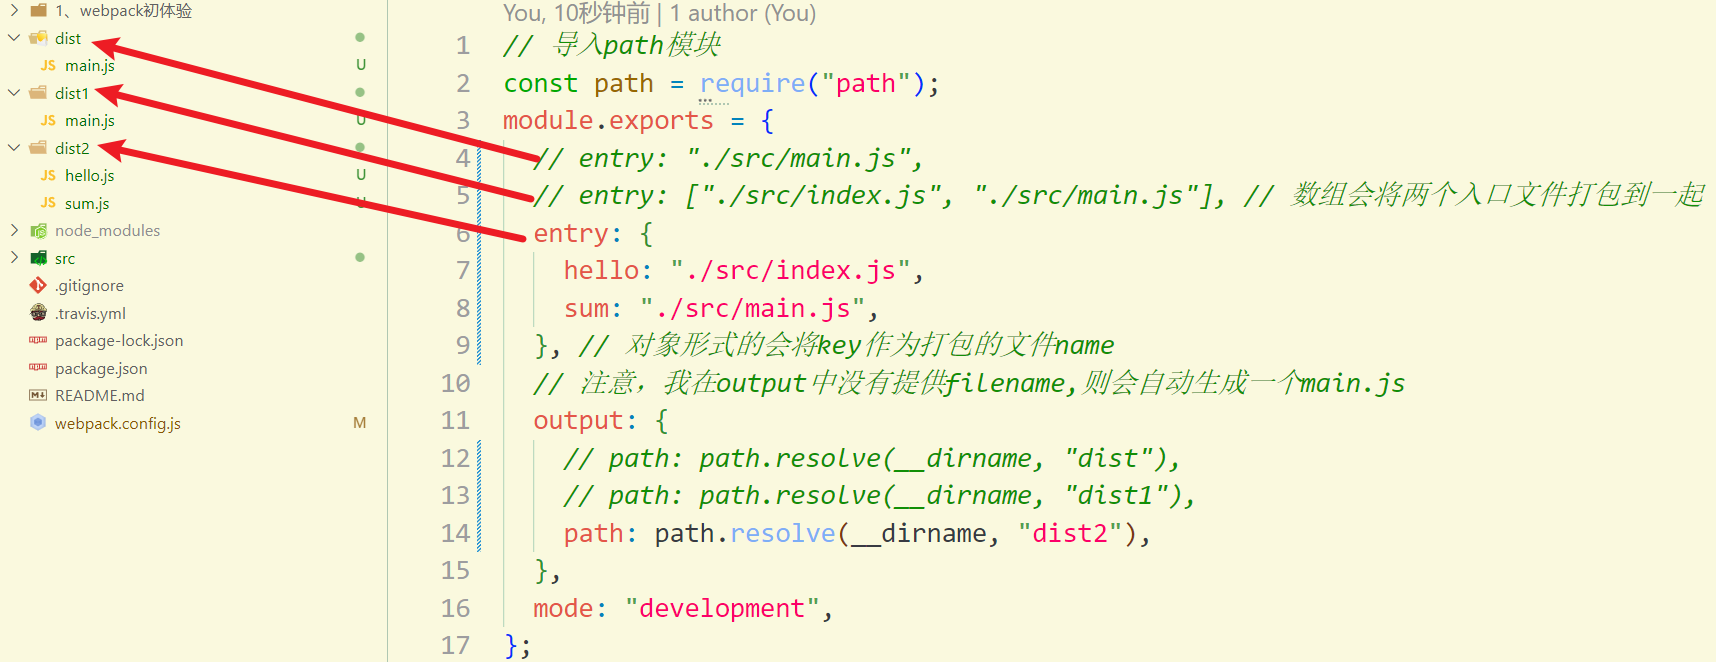 1、webpack初体验
dist
JS main.js U
dist1
JS main.js U
dist2
JS hello.js U
JS sum.js U
node_modules
src
.gitignore
.travis.yml
package-lock.json
package.json
README.md
webpack.config.js M
You, 10秒钟前 | 1 author (You)
1 // 导入path模块
2 const path = require("path");
3 module.exports = {
4 // entry: "./src/main.js",
5 // entry: ["./src/index.js", "./src/main.js"], // 数组会将两个入口文件打包到一起
6 entry: {
7 hello: "./src/index.js",
8 sum: "./src/main.js",
9 }, // 对象形式的会将key作为打包的文件name
10 // 注意，我在output中没有提供filename,则会自动生成一个main.js
11 output: {
12 // path: path.resolve(__dirname, "dist"),
13 // path: path.resolve(__dirname, "dist1"),
14 path: path.resolve(__dirname, "dist2"),
15 },
16 mode: "development",
17 };